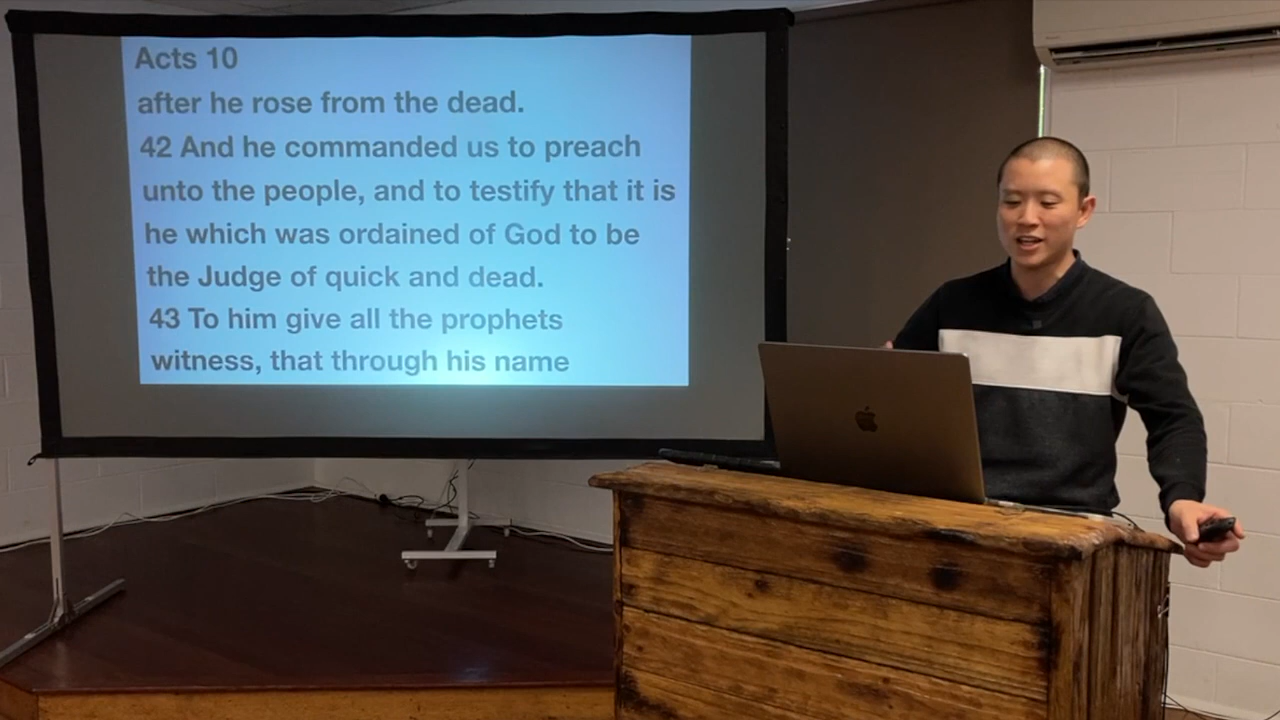 Acts 10
after he rose from the dead.
42 And he commanded us to preach
unto the people, and to testify that it is
he which was ordained of God to be
the Judge of quick and dead.
43 To him give all the prophets
witness, that through his name